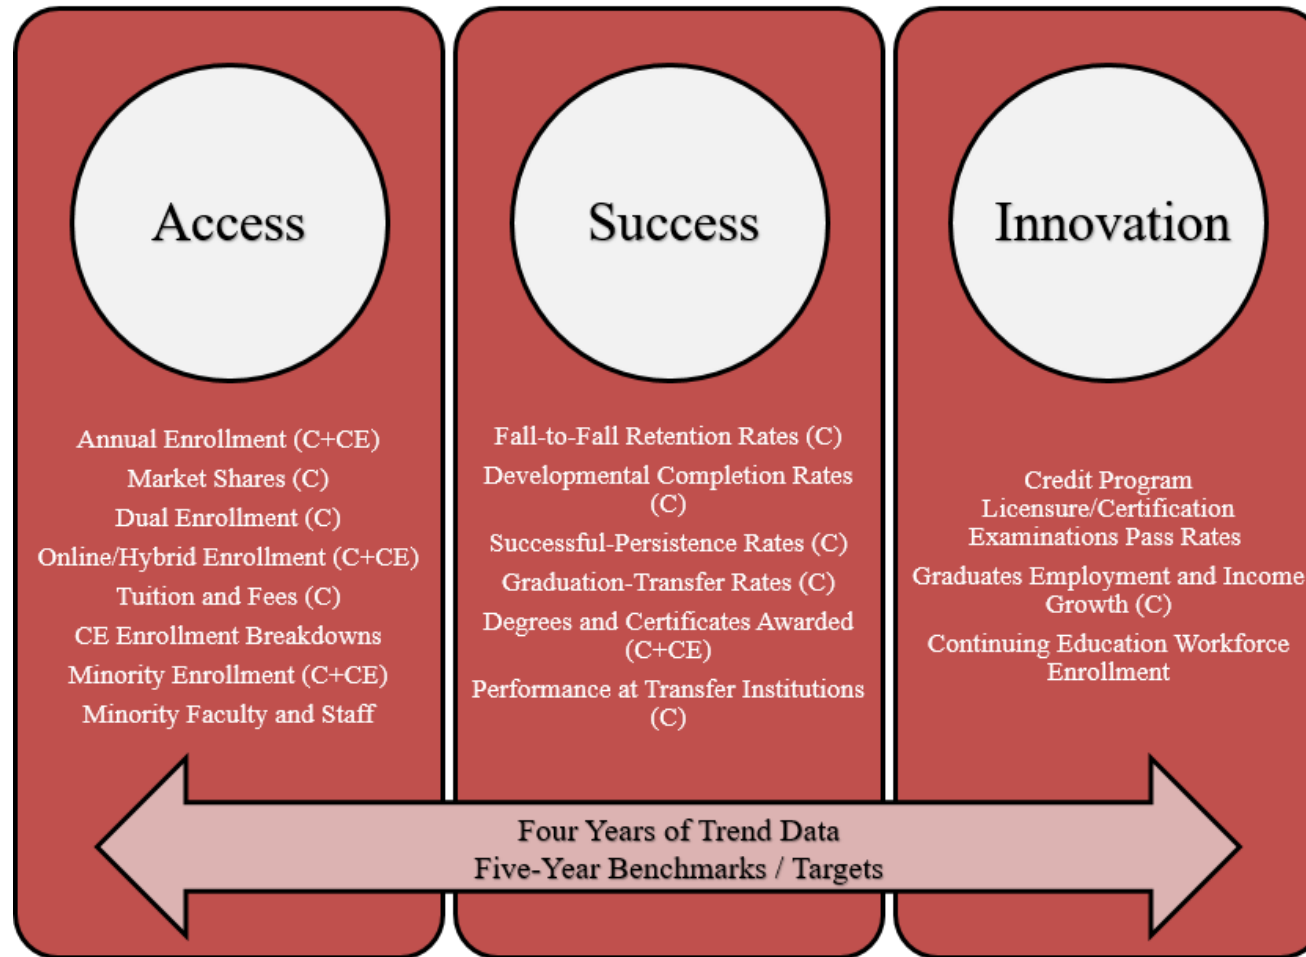 Access
Annual Enrollment (C+CE)
Market Shares (C)
Dual Enrollment (C)
Online/Hybrid Enrollment (C+CE)
Tuition and Fees (C)
CE Enrollment Breakdowns
Minority Enrollment (C+CE)
Minority Faculty and Staff
Success
Fall-to-Fall Retention Rates (C)
Developmental Completion Rates
(C)
Successful-Persistence Rates (C)
Graduation-Transfer Rates (C)
Degrees and Certificates Awarded
(C+CE)
Performance at Transfer Institutions
(C)
Innovation
Credit Program
Licensure/Certification
Examinations Pass Rates
Graduates Employment and Income
Growth (C)
Continuing Education Workforce
Enrollment
Four Years of Trend Data
Five-Year Benchmarks / Targets